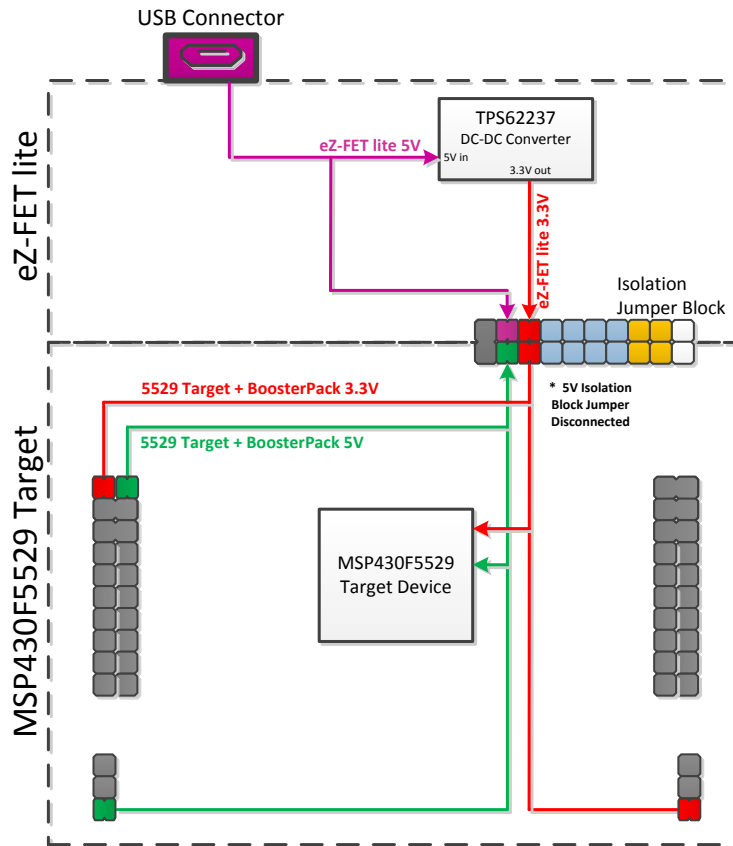 USB Connector
eZ-FET lite
TPS62237
DC-DC Converter
5V in
3.3V out
eZ-FET lite 5V
eZ-FET lite 3.3V
Isolation
Jumper Block
MSP430F5529 Target
5529 Target + BoosterPack 3.3V
* 5V Isolation
Block Jumper
Disconnected
5529 Target + BoosterPack 5V
MSP430F5529
Target Device